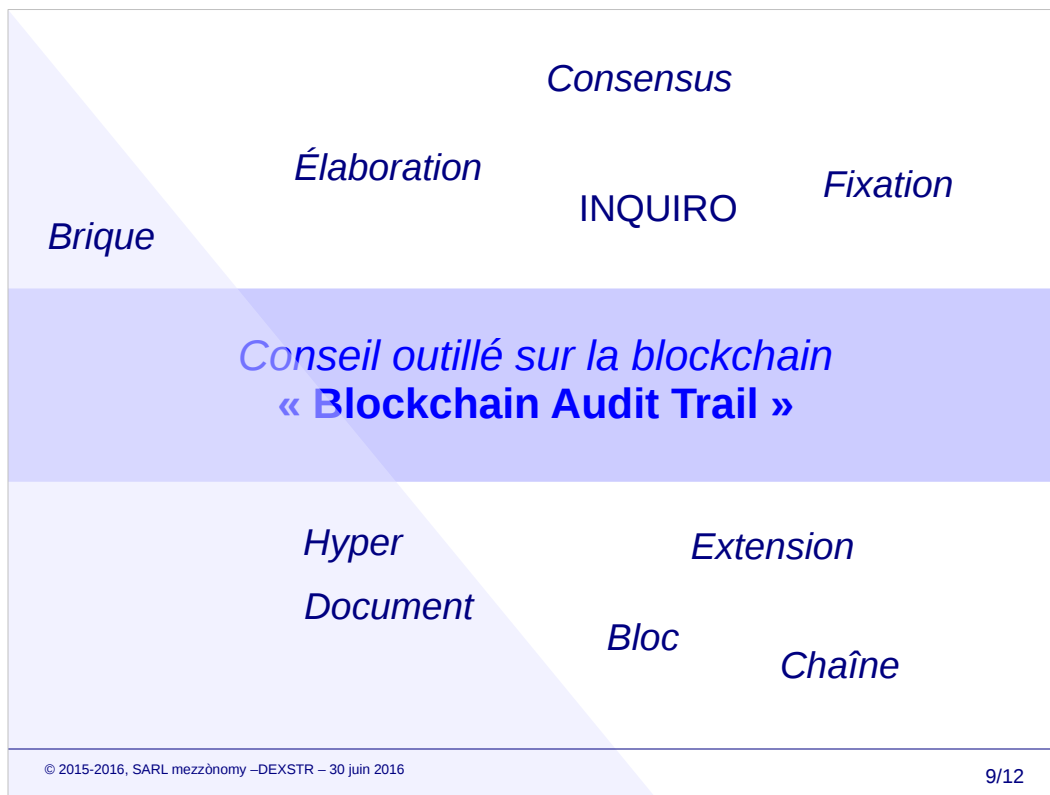 Consensus
Élaboration
Fixation
INQUIRO
Brique
Conseil outillé sur la blockchain
« Blockchain Audit Trail »
Hyper
Extension
Document
Bloc
Chaîne
© 2015-2016, SARL mezzònomy –DEXSTR – 30 juin 2016
9/12